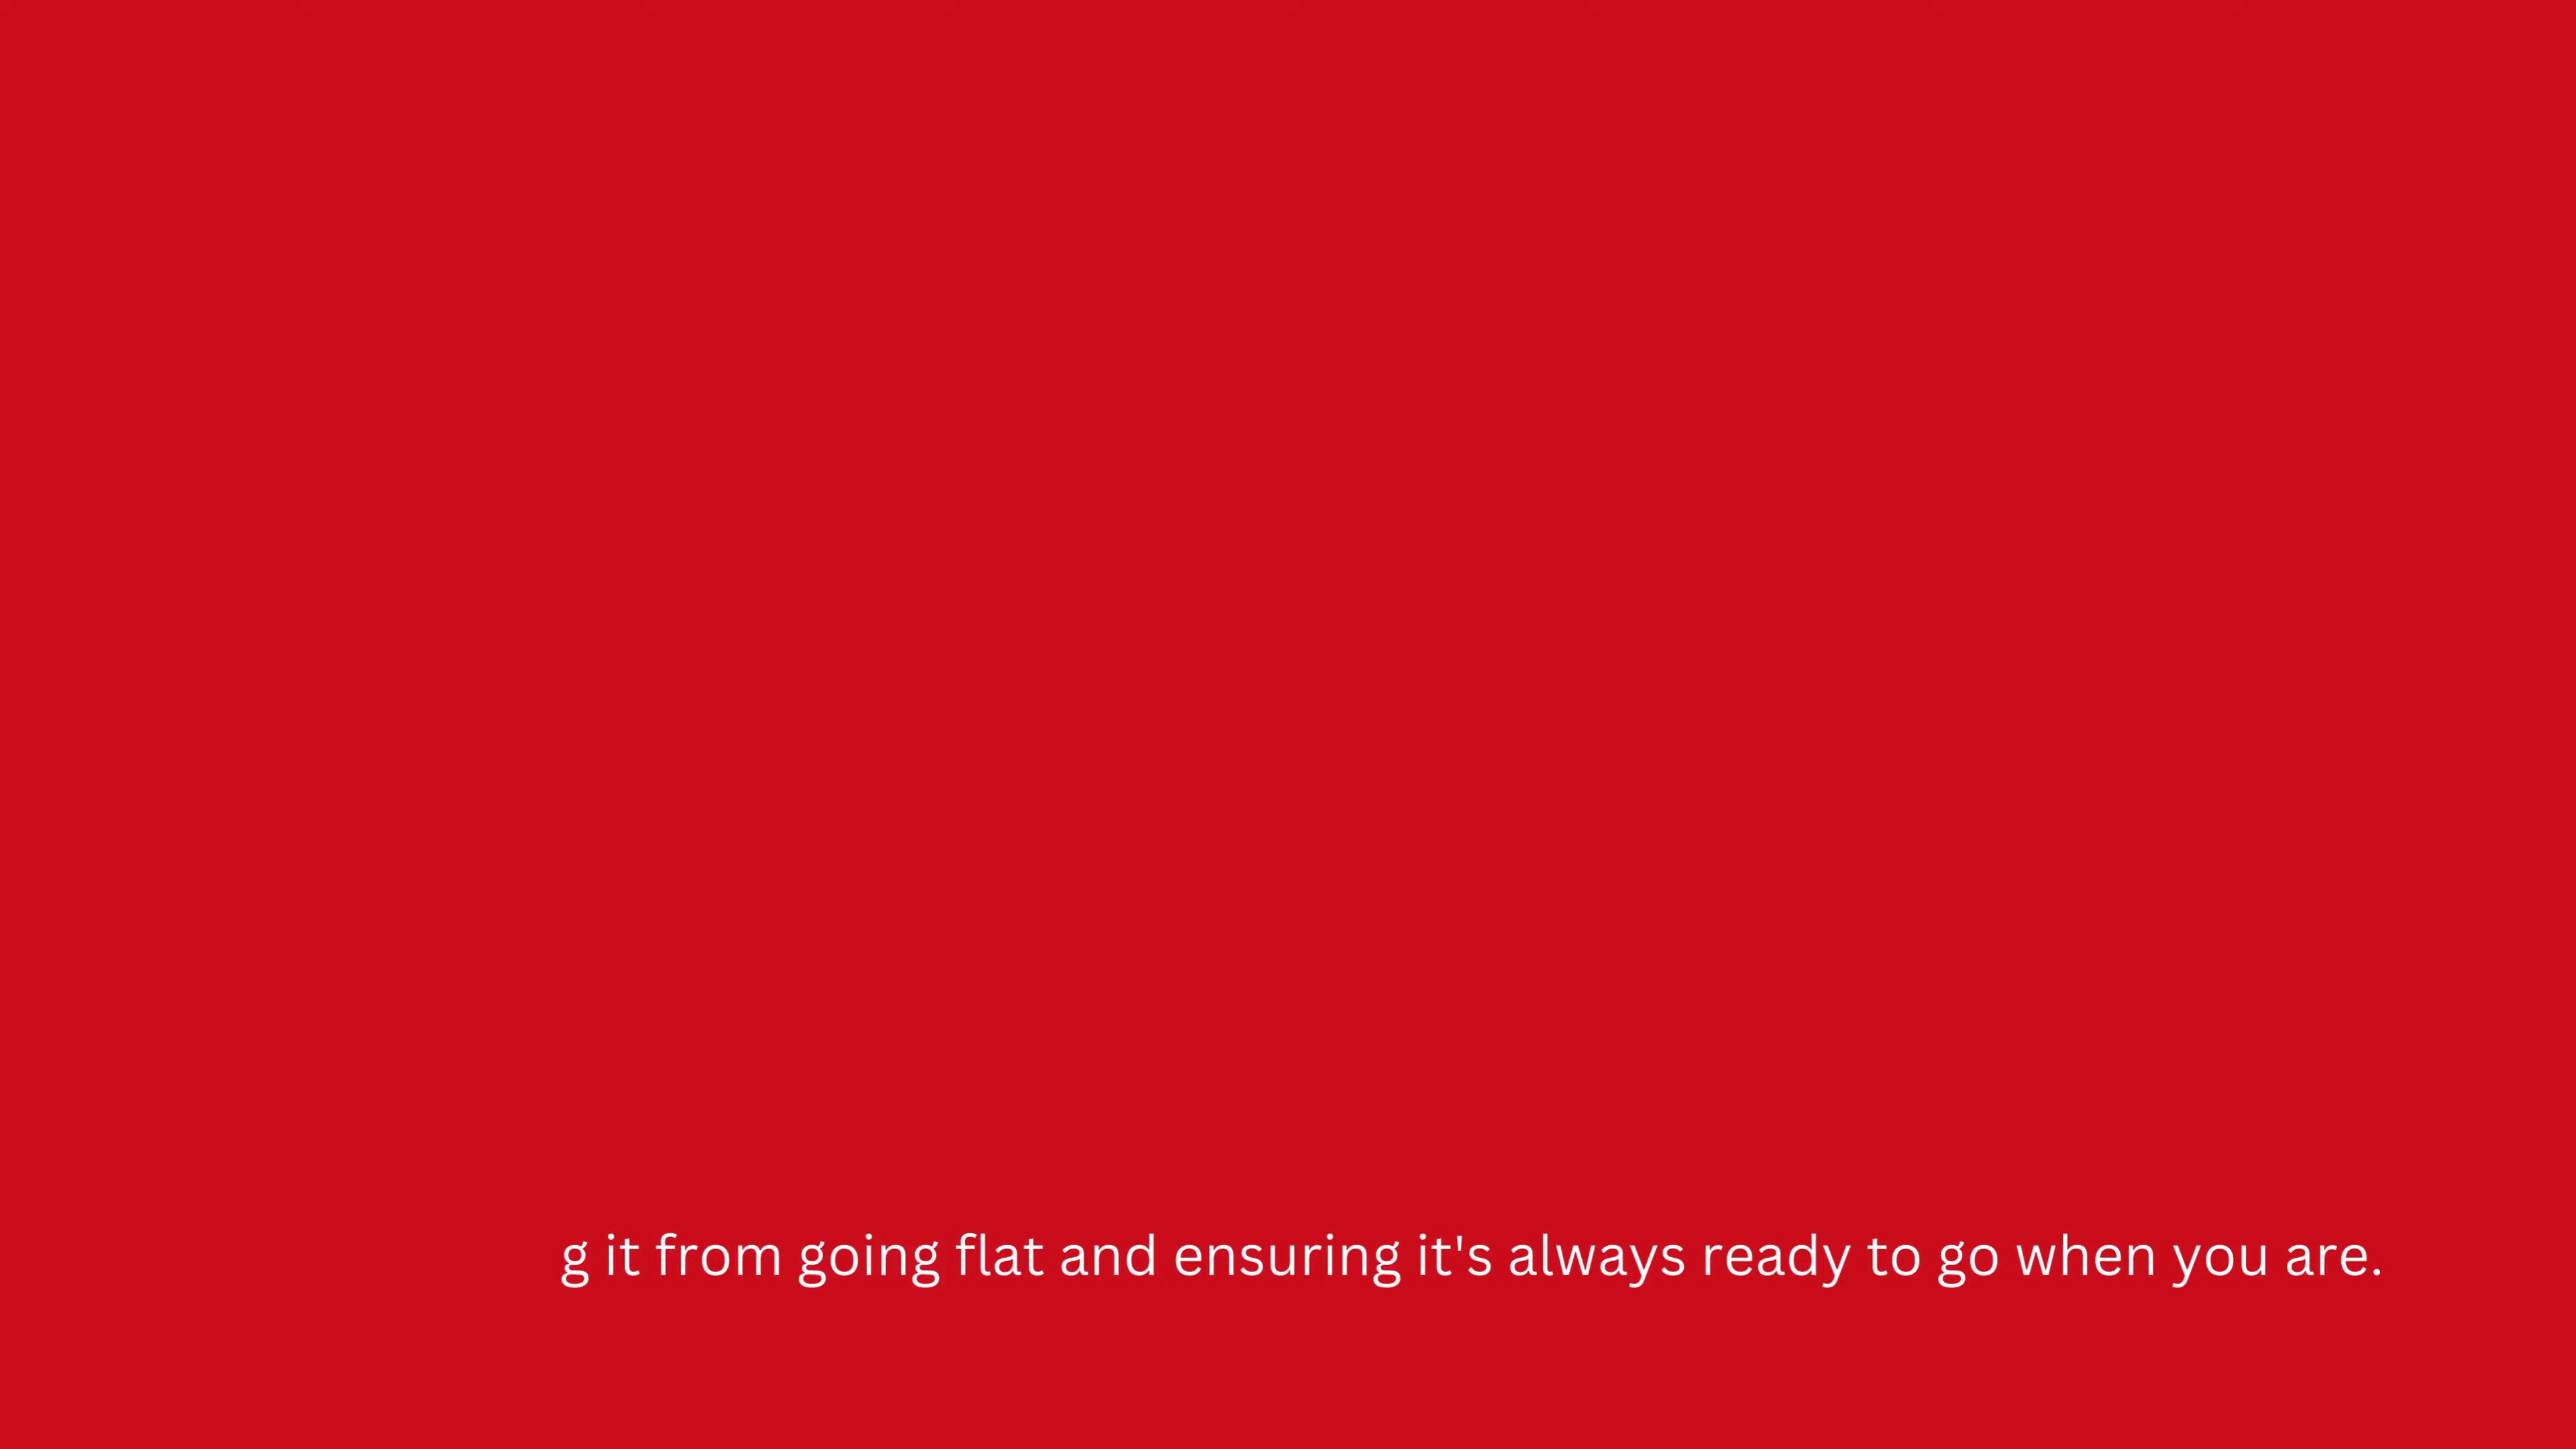 g it from going flat and ensuring it's always ready to go when you are.